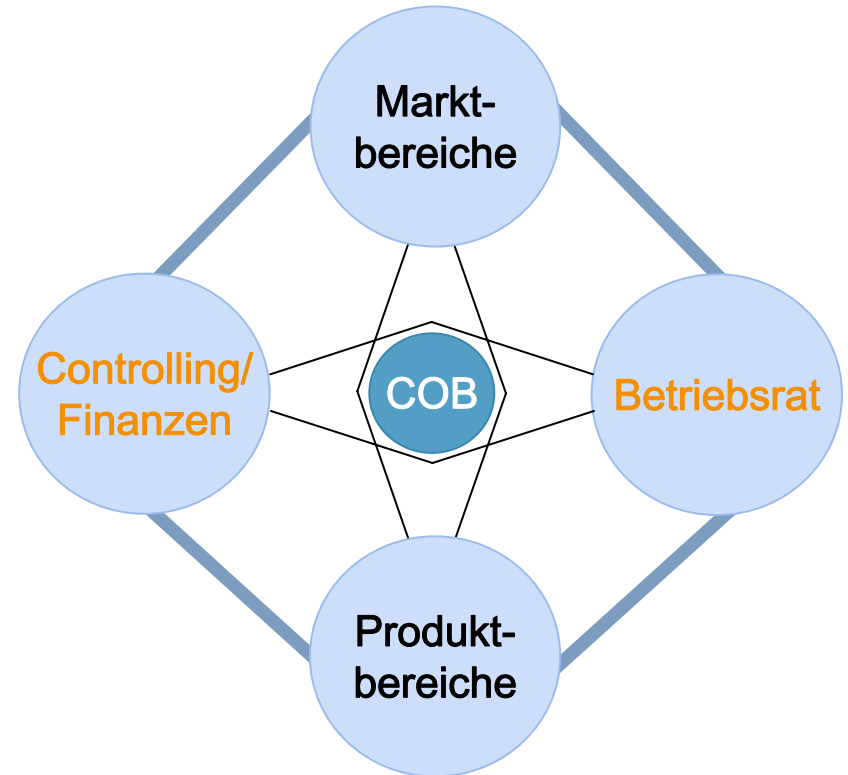 Markt-
bereiche
Controlling/
Finanzen
COB
Betriebsrat
Produkt-
bereiche